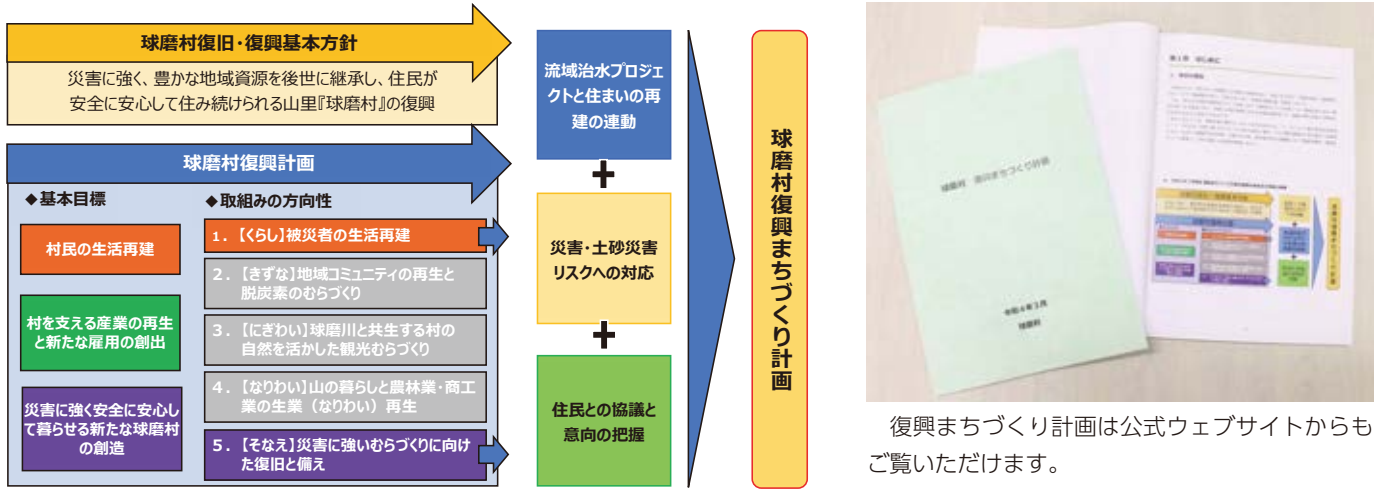 球磨村復旧・復興基本方針
災害に強く、豊かな地域資源を後世に継承し、住民が
安全に安心して住み続けられる山里『球磨村』の復興
球磨村復興計画
◆基本目標
村民の生活再建
村を支える産業の再生
と新たな雇用の創出
災害に強く安全に安心し
て暮らせる新たな球磨村
の創造
◆取組みの方向性
1．【くらし】被災者の生活再建
2．【きずな】地域コミュニティの再生と
脱炭素のむらづくり
3．【にぎわい】球磨川と共生する村の
自然を活かした観光むらづくり
4．【なりわい】山の暮らしと農林業・商工
業の生業（なりわい）再生
5．【そなえ】災害に強いむらづくりに向け
た復旧と備え
流域治水プロジェ
クトと住まいの再
建の連動
+
災害・土砂災害
リスクへの対応
+
住民との協議と
意向の把握
球磨村復興まちづくり計画
球磨村 復興まちづくり計画
令和4年3月
球磨村
第1章 はじめに
復興まちづくり計画は公式ウェブサイトからも
ご覧いただけます。